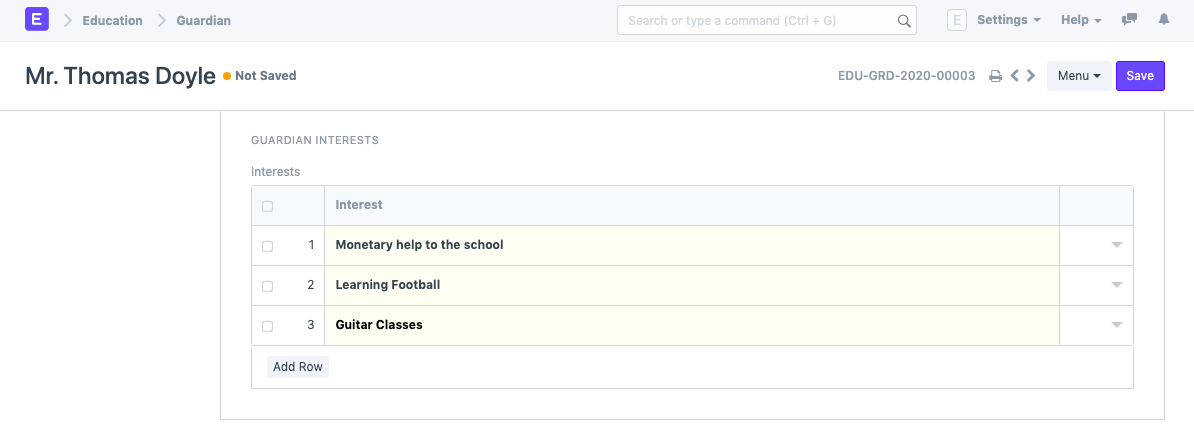 E Education Guardian Search or type a command (Ctrl + G) E Settings Help
Mr. Thomas Doyle Not Saved EDU-GRD-2020-00003 Menu Save
GUARDIAN INTERESTS
Interests
Interest
1 Monetary help to the school
2 Learning Football
3 Guitar Classes
Add Row